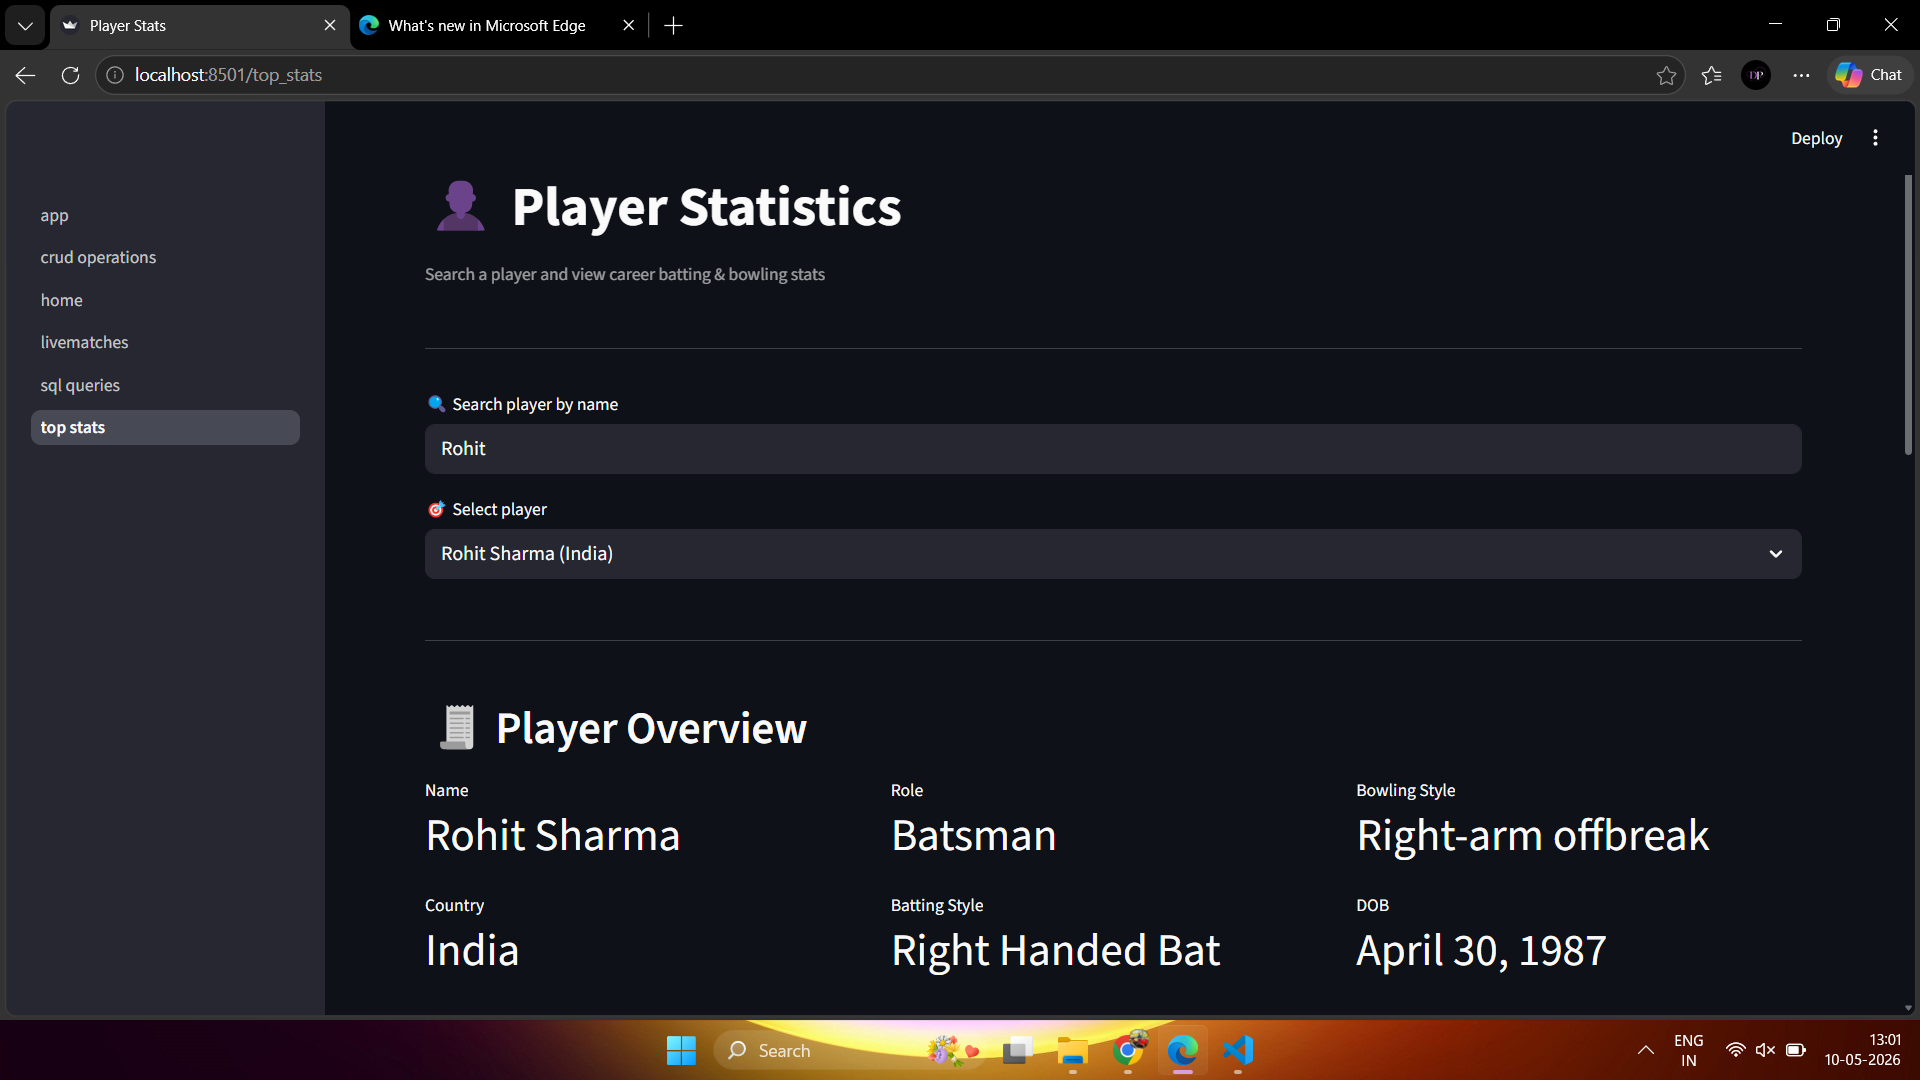 Player Stats
What's new in Microsoft Edge
localhost:8501/top_stats
DP
Chat
Deploy
app
crud operations
home
livematches
sql queries
top stats
Player Statistics
Search a player and view career batting & bowling stats
Search player by name
Rohit
Select player
Rohit Sharma (India)
Player Overview
Name
Rohit Sharma
Role
Batsman
Bowling Style
Right-arm offbreak
Country
India
Batting Style
Right Handed Bat
DOB
April 30, 1987
Search
ENG
IN
13:01
10-05-2026